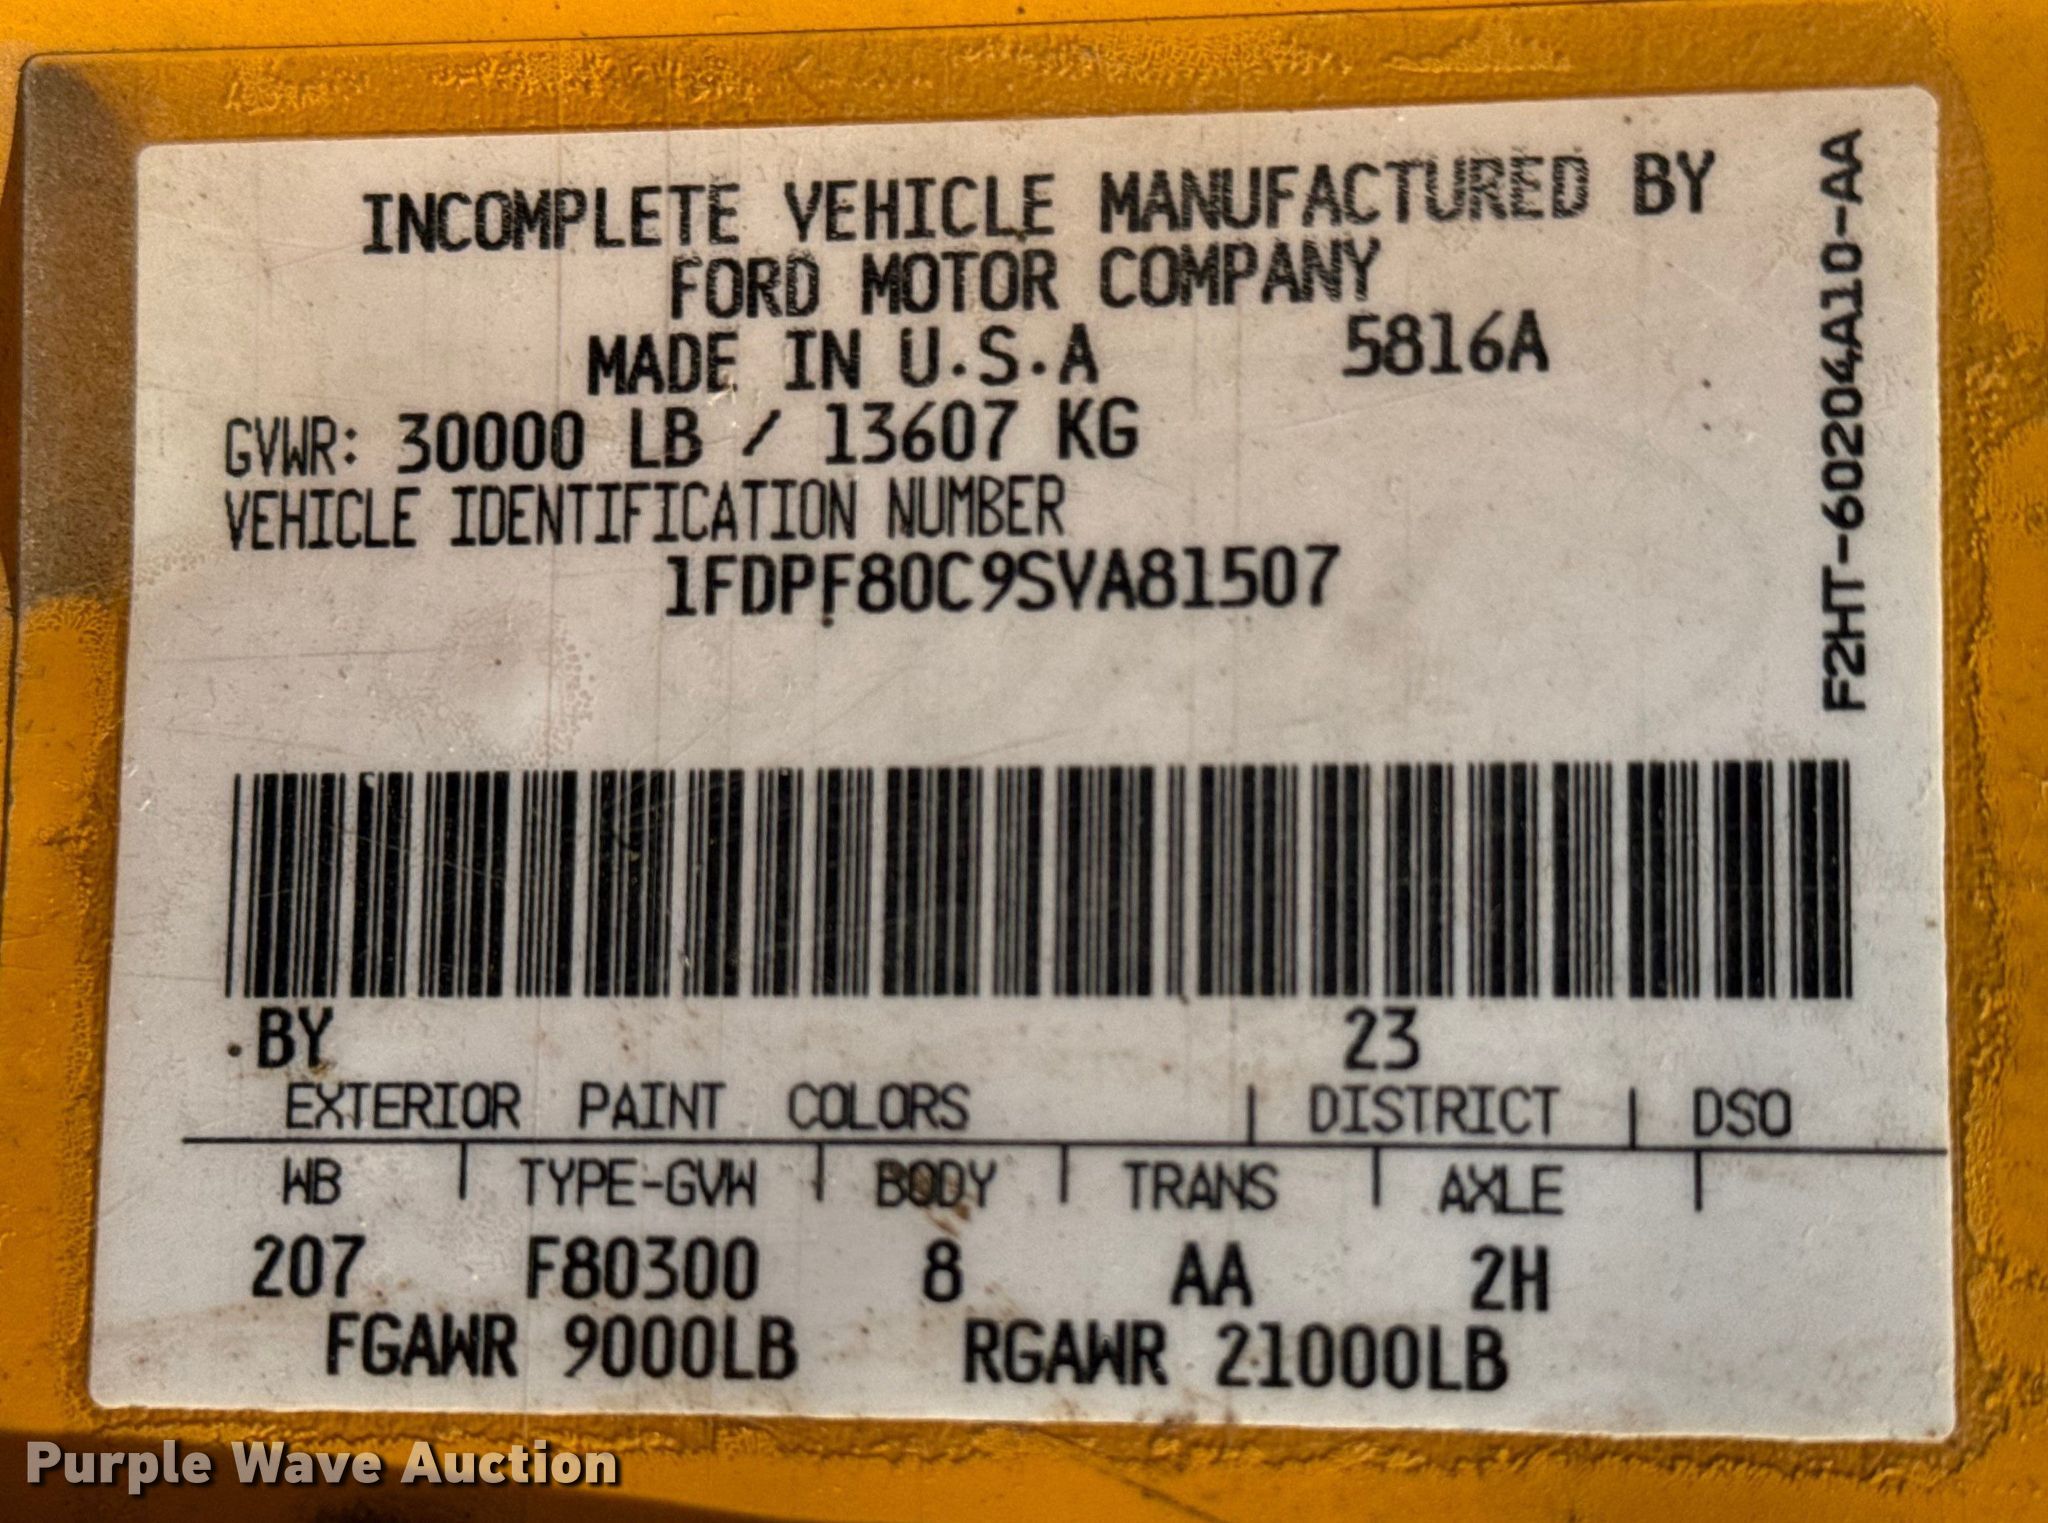 INCOMPLETE VEHICLE MANUFACTURED BY
FORD MOTOR COMPANY
MADE IN U.S.A 5816A
GVWR: 30000 LB / 13607 KG
VEHICLE IDENTIFICATION NUMBER
1FDPF80C9SVA81507
F2HT-60204A10-AA
BY 23
EXTERIOR PAINT COLORS | DISTRICT | DSO
WB | TYPE-GVW | BODY | TRANS | AXLE |
207 F80300 8 AA 2H
FGAWR 9000LB RGAWR 21000LB
Purple Wave Auction